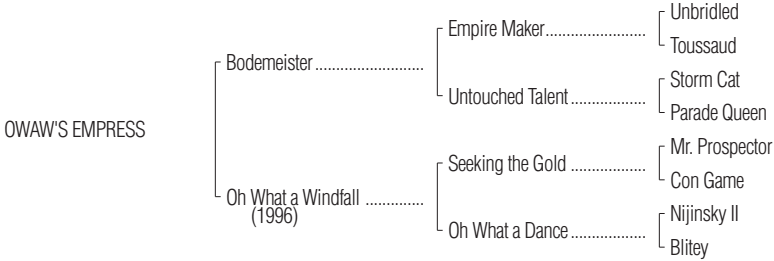 Unbridled
Empire Maker.........................
Toussaud
Bodemeister...........................
Storm Cat
Untouched Talent...................
Parade Queen
OWAW'S EMPRESS
Mr. Prospector
Seeking the Gold ...................
Con Game
Oh What a Windfall ...............
(1996)
Nijinsky II
Oh What a Dance...................
Blitey